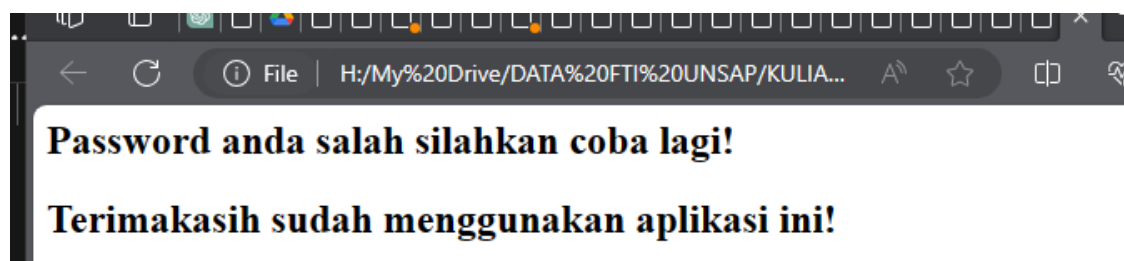 File H:/My%20Drive/DATA%20FTI%20UNSAP/KULIA...
Password anda salah silahkan coba lagi!
Terimakasih sudah menggunakan aplikasi ini!